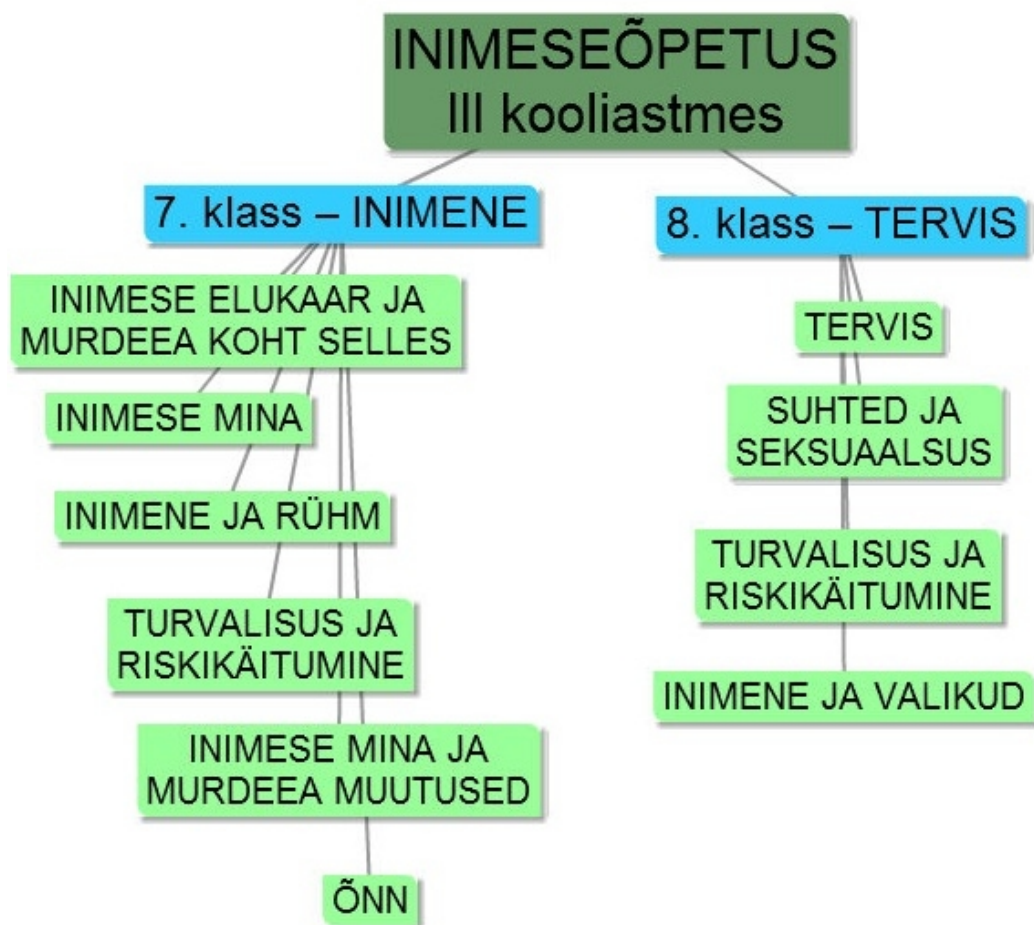 INIMESEÕPETUS
III kooliastmes
7. klass – INIMENE
INIMESE ELUKAAR JA
MURDEEA KOHT SELLES
INIMESE MINA
INIMENE JA RÜHM
TURVALISUS JA
RISKIKÄITUMINE
INIMESE MINA JA
MURDEEA MUUTUSED
ÕNN
8. klass – TERVIS
TERVIS
SUHTED JA
SEKSUAALSUS
TURVALISUS JA
RISKIKÄITUMINE
INIMENE JA VALIKUD